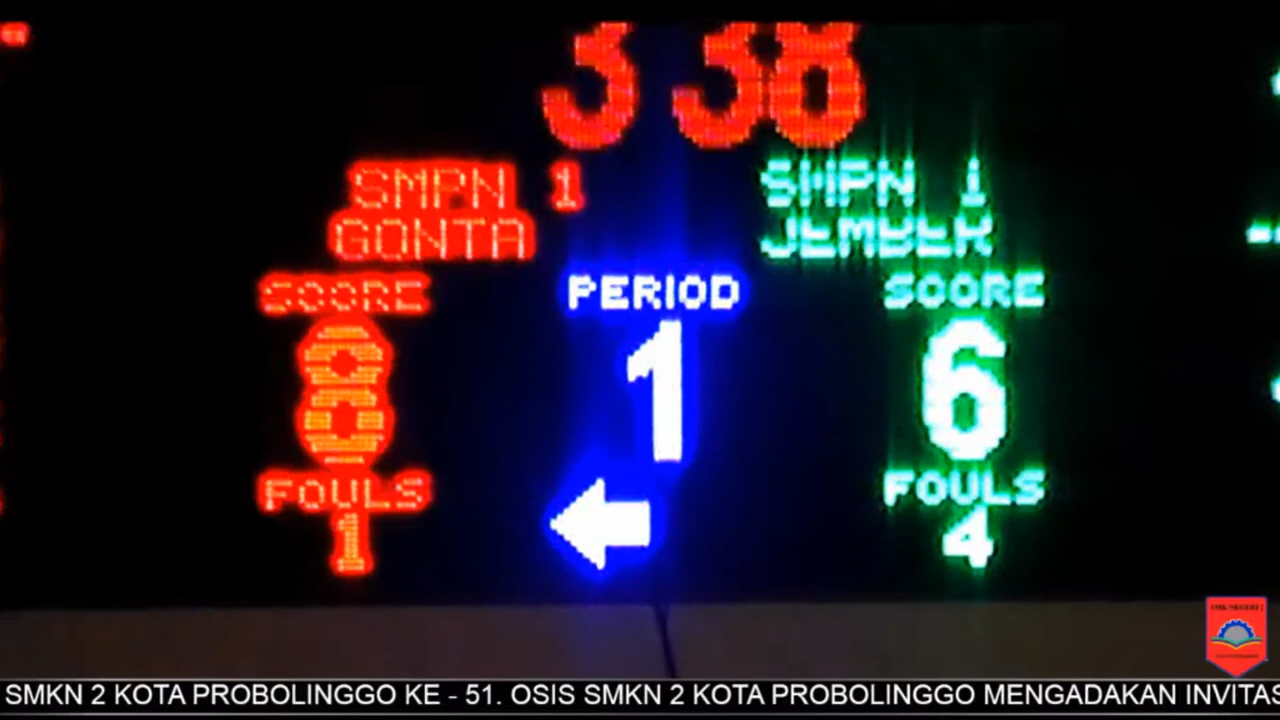 3 38
SMPN 1
GONTA
SMPN 1
JEMBER
SCORE
8
PERIOD
1
SCORE
6
FOULS
1
FOULS
4
SMKN 2 KOTA PROBOLINGGO KE - 51. OSIS SMKN 2 KOTA PROBOLINGGO MENGADAKAN INVITAS